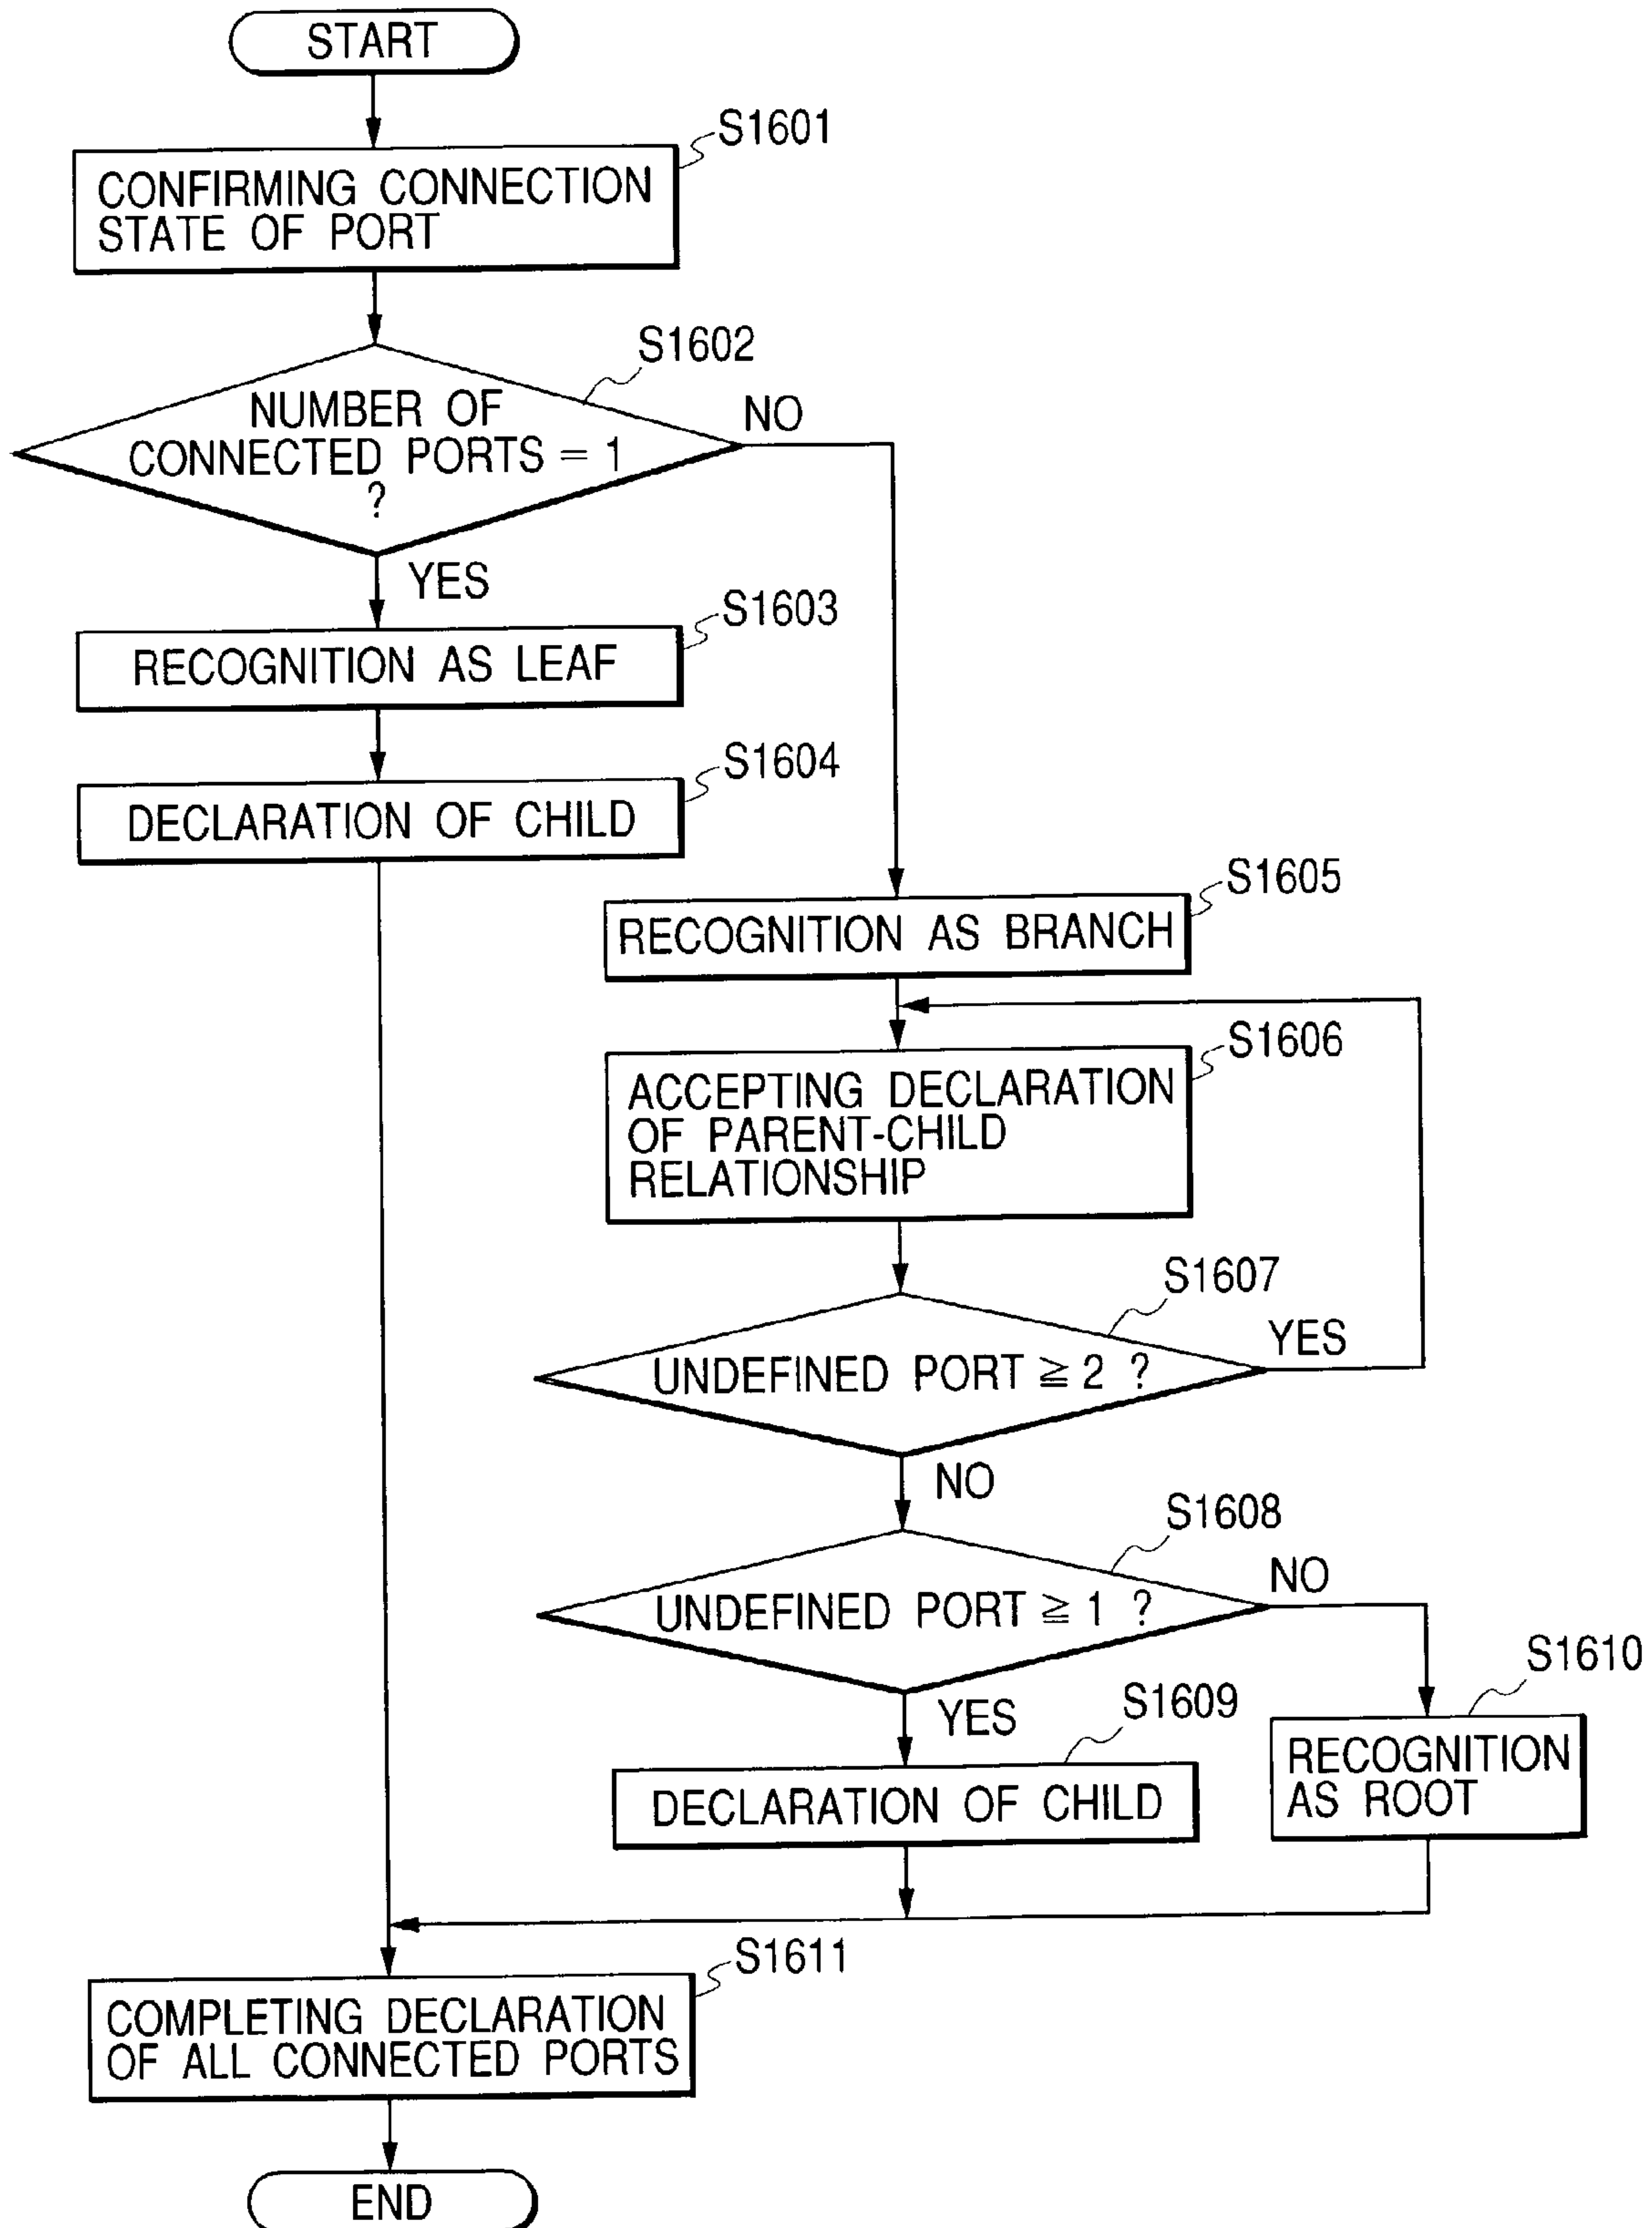 START
S1601
CONFIRMING CONNECTION
STATE OF PORT
S1602
NUMBER OF
CONNECTED PORTS = 1
?
NO
YES
S1603
RECOGNITION AS LEAF
S1604
DECLARATION OF CHILD
S1605
RECOGNITION AS BRANCH
S1606
ACCEPTING DECLARATION
OF PARENT-CHILD
RELATIONSHIP
S1607
UNDEFINED PORT ≧ 2 ?
YES
NO
S1608
UNDEFINED PORT ≧ 1 ?
NO
YES
S1609
DECLARATION OF CHILD
S1610
RECOGNITION
AS ROOT
S1611
COMPLETING DECLARATION
OF ALL CONNECTED PORTS
END